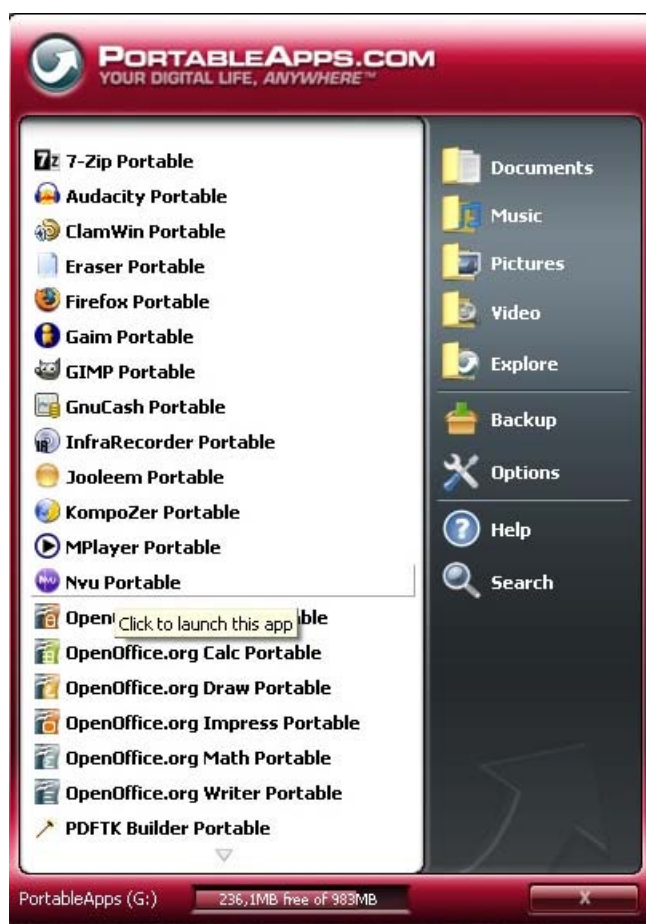 PORTABLEAPPS.COM
YOUR DIGITAL LIFE, ANYWHERE™
7-Zip Portable
Audacity Portable
ClamWin Portable
Eraser Portable
Firefox Portable
Gaim Portable
GIMP Portable
GnuCash Portable
InfraRecorder Portable
Jooleem Portable
KompoZer Portable
MPlayer Portable
Nvu Portable
Click to launch this app
OpenOffice.org Calc Portable
OpenOffice.org Draw Portable
OpenOffice.org Impress Portable
OpenOffice.org Math Portable
OpenOffice.org Writer Portable
PDFTK Builder Portable
Documents
Music
Pictures
Video
Explore
Backup
Options
Help
Search
PortableApps (G:)
236,1MB free of 983MB
X